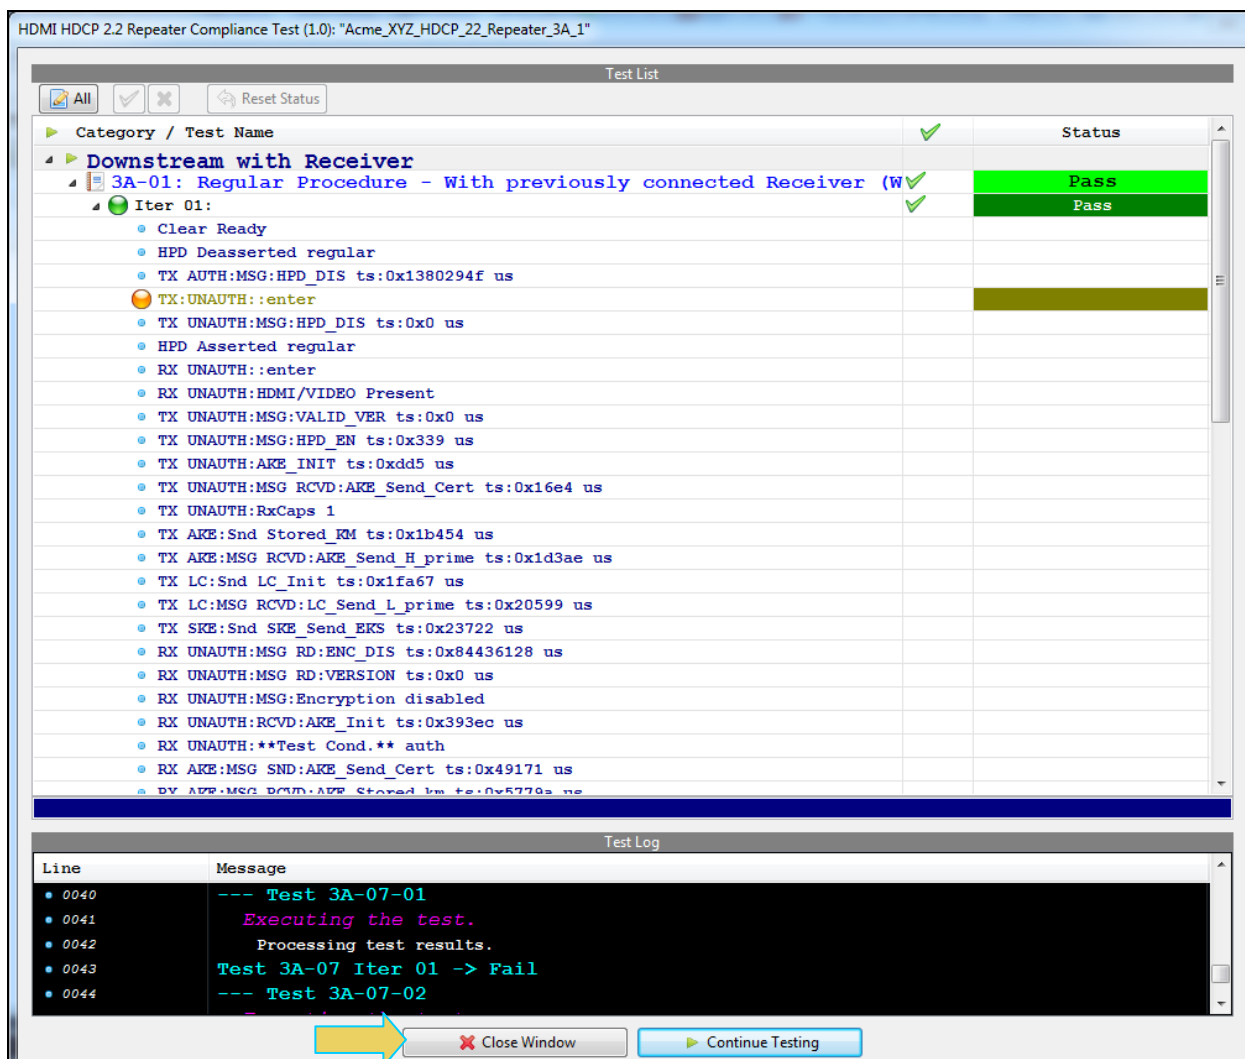 HDMI HDCP 2.2 Repeater Compliance Test (1.0): "Acme_XYZ_HDCP_22_Repeater_3A_1"
Test List
All Reset Status
Category / Test Name Status
Downstream with Receiver
3A-01: Regular Procedure - With previously connected Receiver (W Pass
Iter 01: Pass
Clear Ready
HPD Deasserted regular
TX AUTH:MSG:HPD_DIS ts:0x1380294f us
TX:UNAUTH::enter
TX UNAUTH:MSG:HPD_DIS ts:0x0 us
HPD Asserted regular
RX UNAUTH::enter
RX UNAUTH:HDMI/VIDEO Present
TX UNAUTH:MSG:VALID_VER ts:0x0 us
TX UNAUTH:MSG:HPD_EN ts:0x339 us
TX UNAUTH:AKE_INIT ts:0xdd5 us
TX UNAUTH:MSG RCVD:AKE_Send_Cert ts:0x16e4 us
TX UNAUTH:RxCaps 1
TX AKE:Snd Stored_KM ts:0x1b454 us
TX AKE:MSG RCVD:AKE_Send_H_prime ts:0x1d3ae us
TX LC:Snd LC_Init ts:0x1fa67 us
TX LC:MSG RCVD:LC_Send_L_prime ts:0x20599 us
TX SKE:Snd SKE_Send_EKS ts:0x23722 us
RX UNAUTH:MSG RD:ENC_DIS ts:0x84436128 us
RX UNAUTH:MSG RD:VERSION ts:0x0 us
RX UNAUTH:MSG:Encryption disabled
RX UNAUTH:RCVD:AKE_Init ts:0x393ec us
RX UNAUTH:**Test Cond.** auth
RX AKE:MSG SND:AKE_Send_Cert ts:0x49171 us
RX AKE:MSG RCVD:AKE_Stored_km ts:0x5779a us
Test Log
Line Message
0040 --- Test 3A-07-01
0041 Executing the test.
0042 Processing test results.
0043 Test 3A-07 Iter 01 -> Fail
0044 --- Test 3A-07-02
Close Window Continue Testing